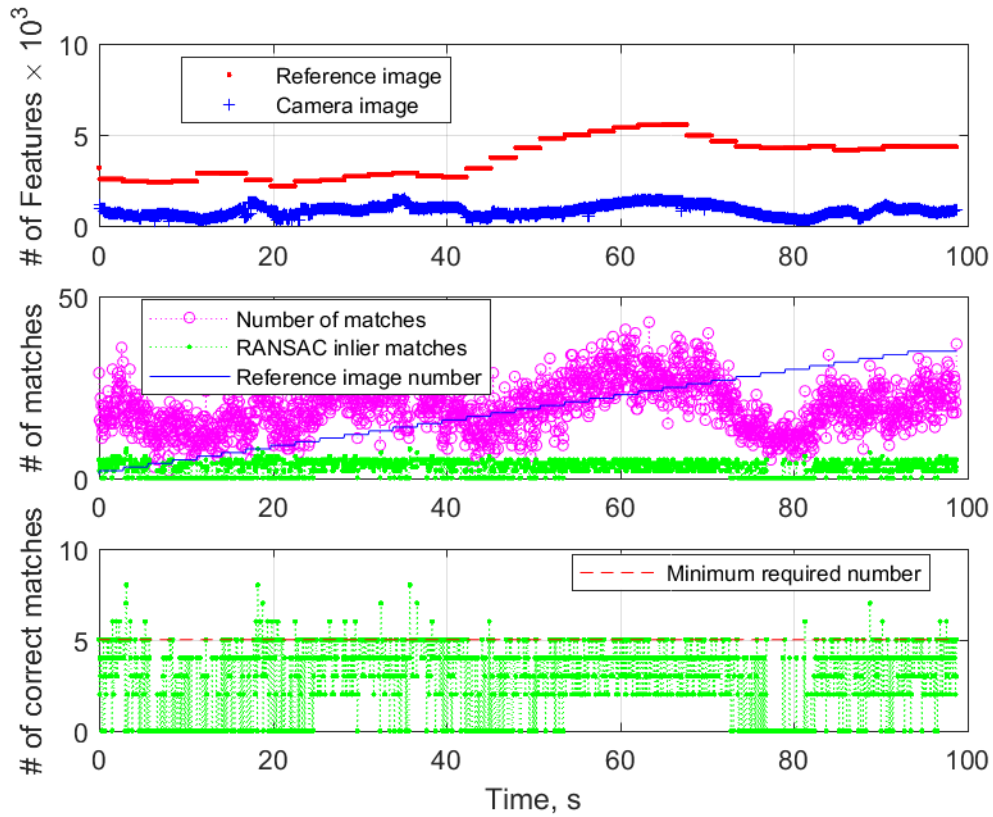 # of Features × 10³
10
5
0
Reference image
Camera image
0 20 40 60 80 100
# of matches
50
0
Number of matches
RANSAC inlier matches
Reference image number
0 20 40 60 80 100
# of correct matches
10
5
0
Minimum required number
0 20 40 60 80 100
Time, s